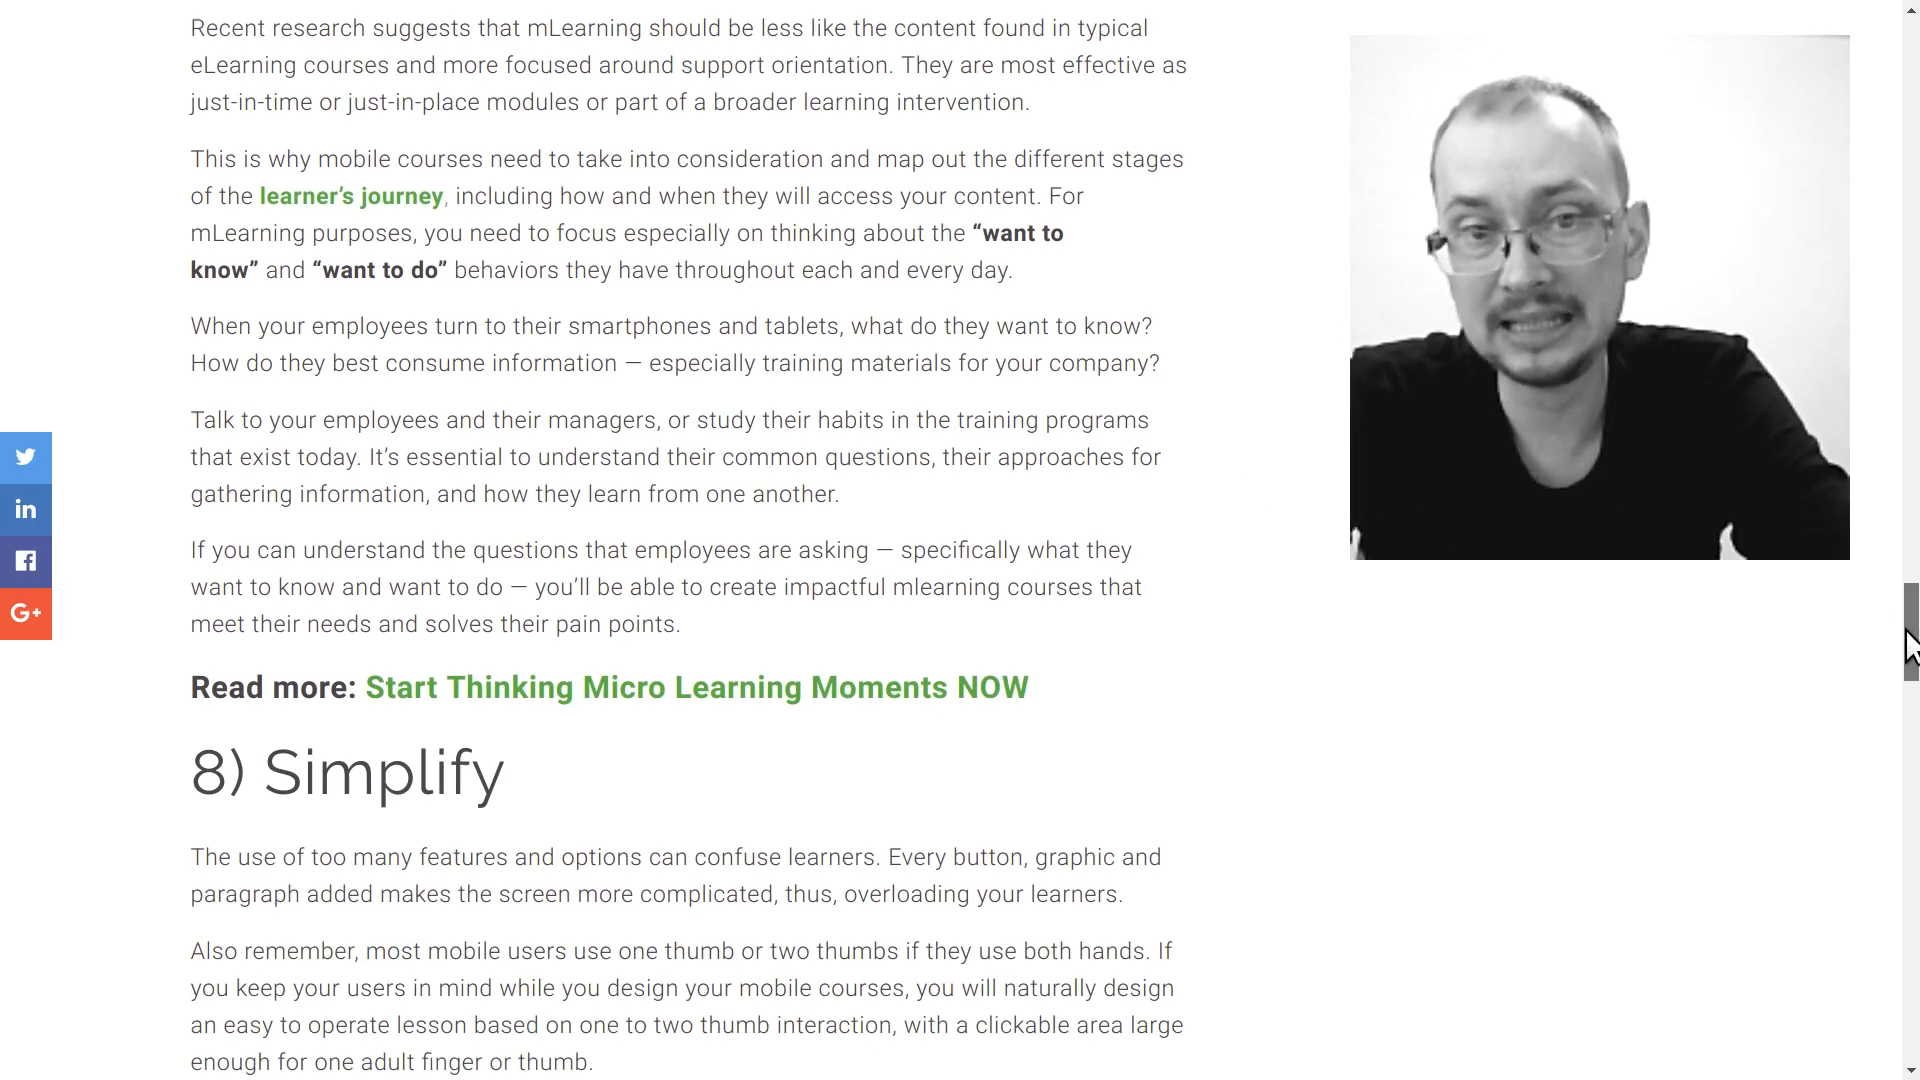 Recent research suggests that mLearning should be less like the content found in typical
eLearning courses and more focused around support orientation. They are most effective as
just-in-time or just-in-place modules or part of a broader learning intervention.
This is why mobile courses need to take into consideration and map out the different stages
of the learner’s journey, including how and when they will access your content. For
mLearning purposes, you need to focus especially on thinking about the “want to
know” and “want to do” behaviors they have throughout each and every day.
When your employees turn to their smartphones and tablets, what do they want to know?
How do they best consume information — especially training materials for your company?
Talk to your employees and their managers, or study their habits in the training programs
that exist today. It’s essential to understand their common questions, their approaches for
gathering information, and how they learn from one another.
If you can understand the questions that employees are asking — specifically what they
want to know and want to do — you’ll be able to create impactful mlearning courses that
meet their needs and solves their pain points.
Read more: Start Thinking Micro Learning Moments NOW
8) Simplify
The use of too many features and options can confuse learners. Every button, graphic and
paragraph added makes the screen more complicated, thus, overloading your learners.
Also remember, most mobile users use one thumb or two thumbs if they use both hands. If
you keep your users in mind while you design your mobile courses, you will naturally design
an easy to operate lesson based on one to two thumb interaction, with a clickable area large
enough for one adult finger or thumb.
in
G+